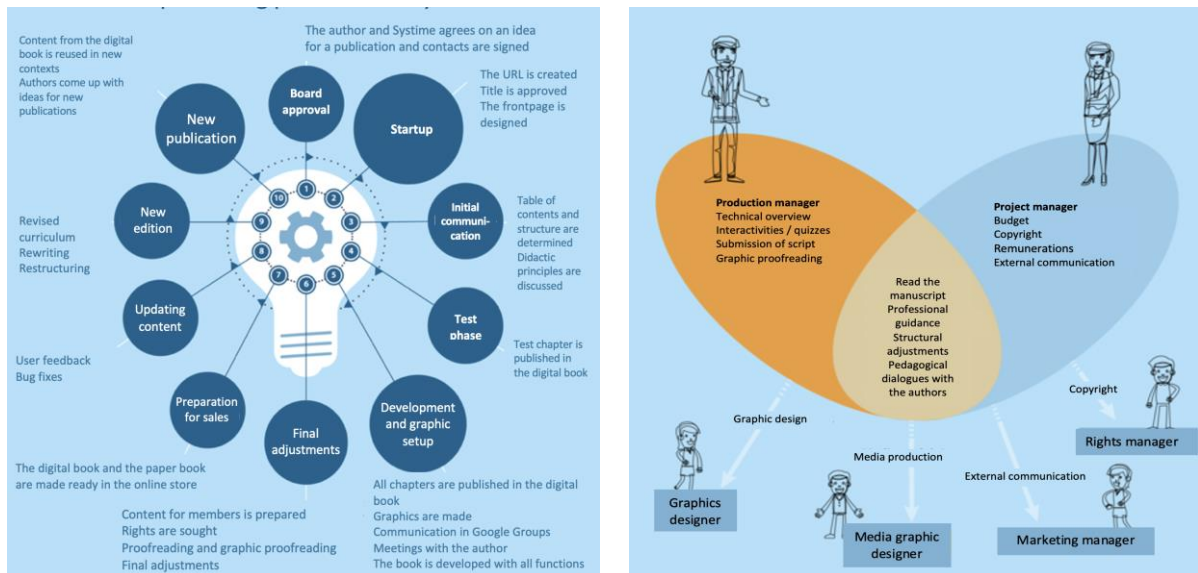 The author and Systime agrees on an idea
for a publication and contacts are signed
Content from the digital
book is reused in new
contexts
Authors come up with
ideas for new
publications
Board
approval
Startup
The URL is created
Title is approved
The frontpage is
designed
New
publication
10
1
2
3
4
5
6
7
8
9
New
edition
Initial
communi-
cation
Table of
contents and
structure are
determined
Didactic
principles are
discussed
Revised
curriculum
Rewriting
Restructuring
Updating
content
Test
phase
Test chapter is
published in
the digital book
User feedback
Bug fixes
Preparation
for sales
Final
adjustments
Development
and graphic
setup
The digital book and the paper book
are made ready in the online store
All chapters are published in the digital
book
Graphics are made
Communication in Google Groups
Meetings with the author
The book is developed with all functions
Content for members is prepared
Rights are sought
Proofreading and graphic proofreading
Final adjustments
Production manager
Technical overview
Interactivities / quizzes
Submission of script
Graphic proofreading
Project manager
Budget
Copyright
Remunerations
External communication
Read the
manuscript
Professional
guidance
Structural
adjustments
Pedagogical
dialogues with
the authors
Graphic design
Media production
External communication
Copyright
Rights manager
Graphics
designer
Media graphic
designer
Marketing manager